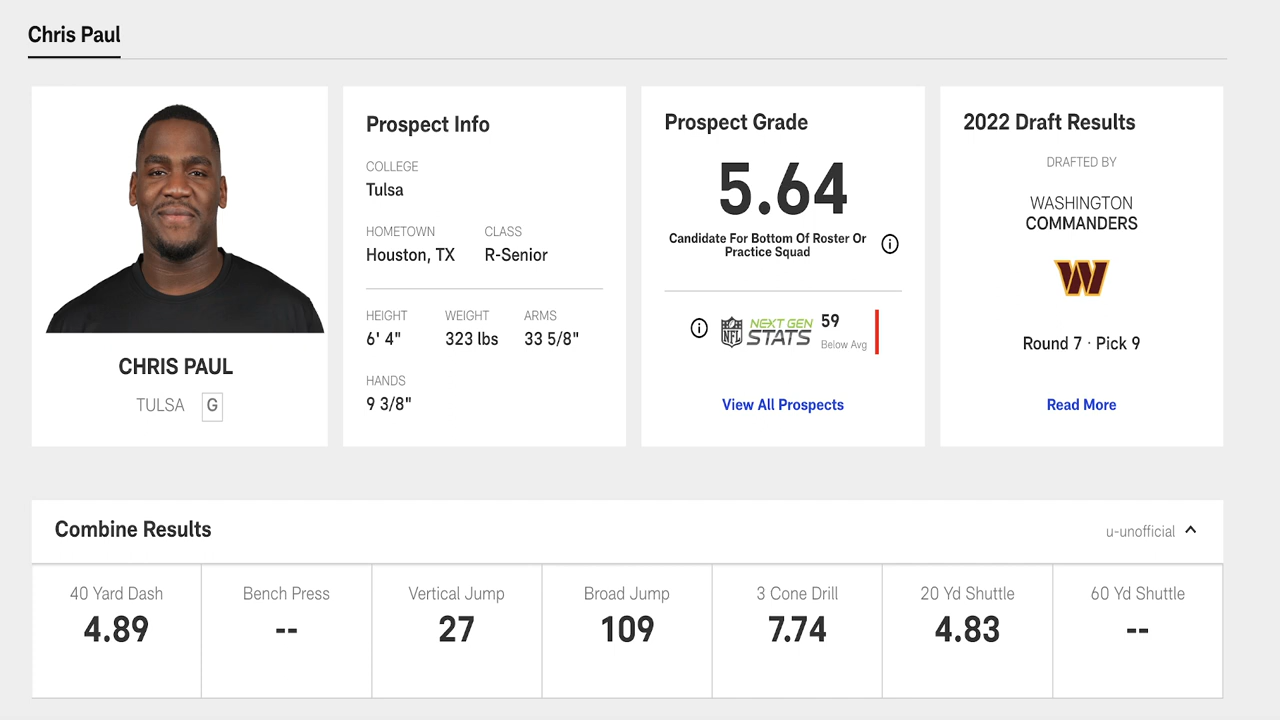 Chris Paul
CHRIS PAUL
TULSA G
Prospect Info
COLLEGE
Tulsa
HOMETOWN CLASS
Houston, TX R-Senior
HEIGHT WEIGHT ARMS
6' 4" 323 lbs 33 5/8"
HANDS
9 3/8"
Prospect Grade
5.64
Candidate For Bottom Of Roster Or
Practice Squad
NFL NEXT GEN STATS 59
Below Avg
View All Prospects
2022 Draft Results
DRAFTED BY
WASHINGTON
COMMANDERS
W
Round 7 · Pick 9
Read More
Combine Results u-unofficial
40 Yard Dash Bench Press Vertical Jump Broad Jump 3 Cone Drill 20 Yd Shuttle 60 Yd Shuttle
4.89 -- 27 109 7.74 4.83 --